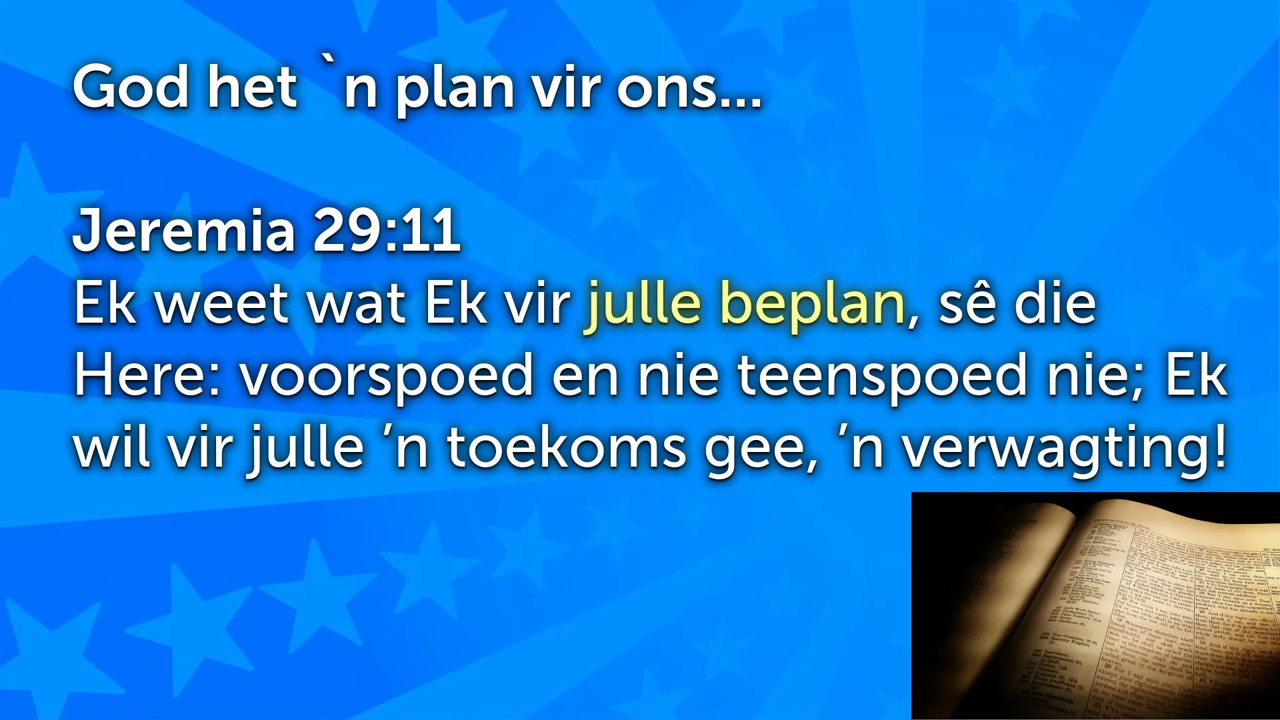 God het `n plan vir ons...
Jeremia 29:11
Ek weet wat Ek vir julle beplan, sê die
Here: voorspoed en nie teenspoed nie; Ek
wil vir julle ’n toekoms gee, ’n verwagting!